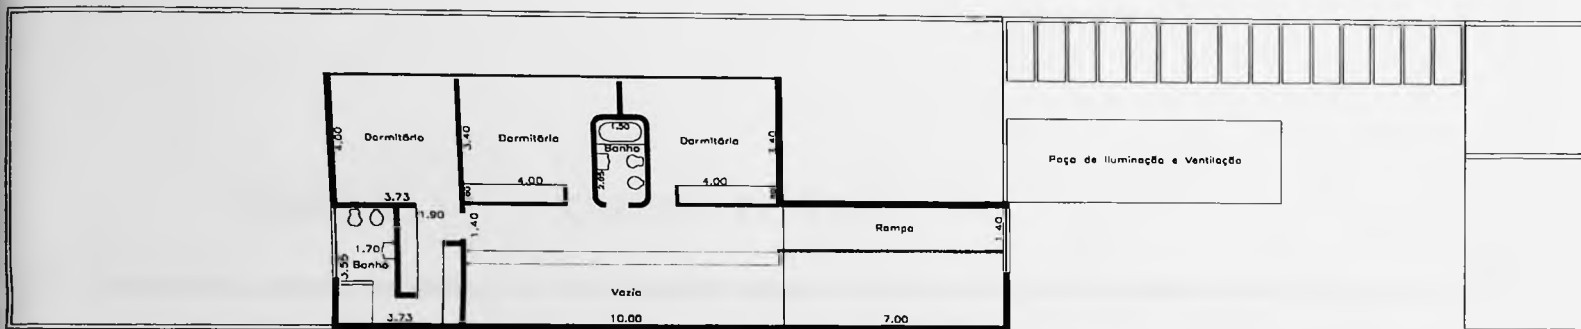 1.50
4.00
Dormitório
3.40
Dormitório
Banho
Dormitório
3.40
Poço de Iluminação e Ventilação
2.05
4.00
4.00
.60
3.73
1.90
1.40
Rampa
1.40
1.70
Banho
3.55
Vazio
3.73
10.00
7.00